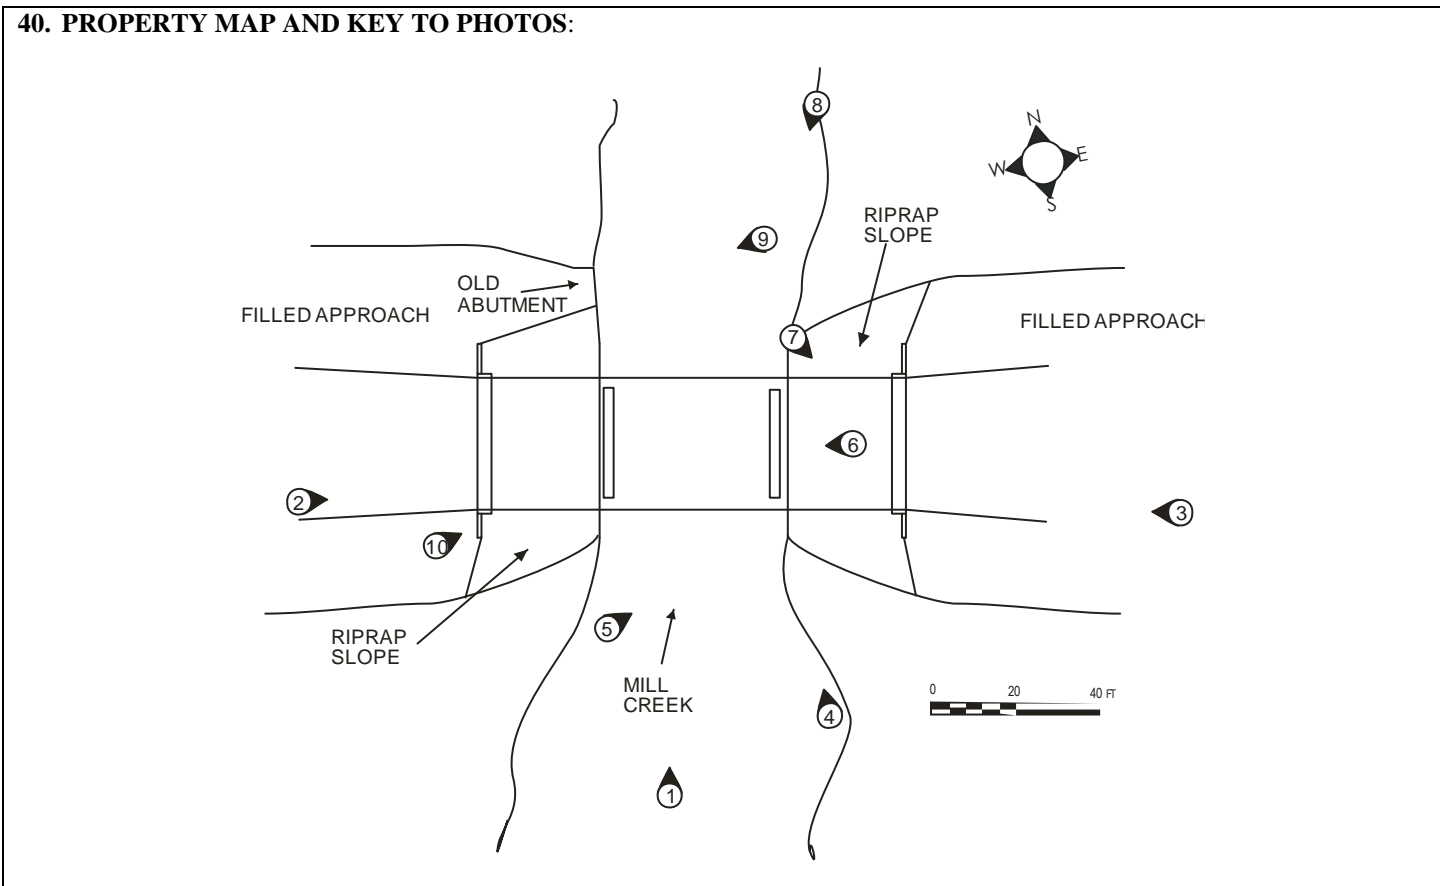 40. PROPERTY MAP AND KEY TO PHOTOS:
8
N
W
E
S
9
RIPRAP
SLOPE
OLD
ABUTMENT
FILLED APPROACH
FILLED APPROACH
7
6
2
3
10
5
RIPRAP
SLOPE
MILL
CREEK
4
0 20 40 FT
1